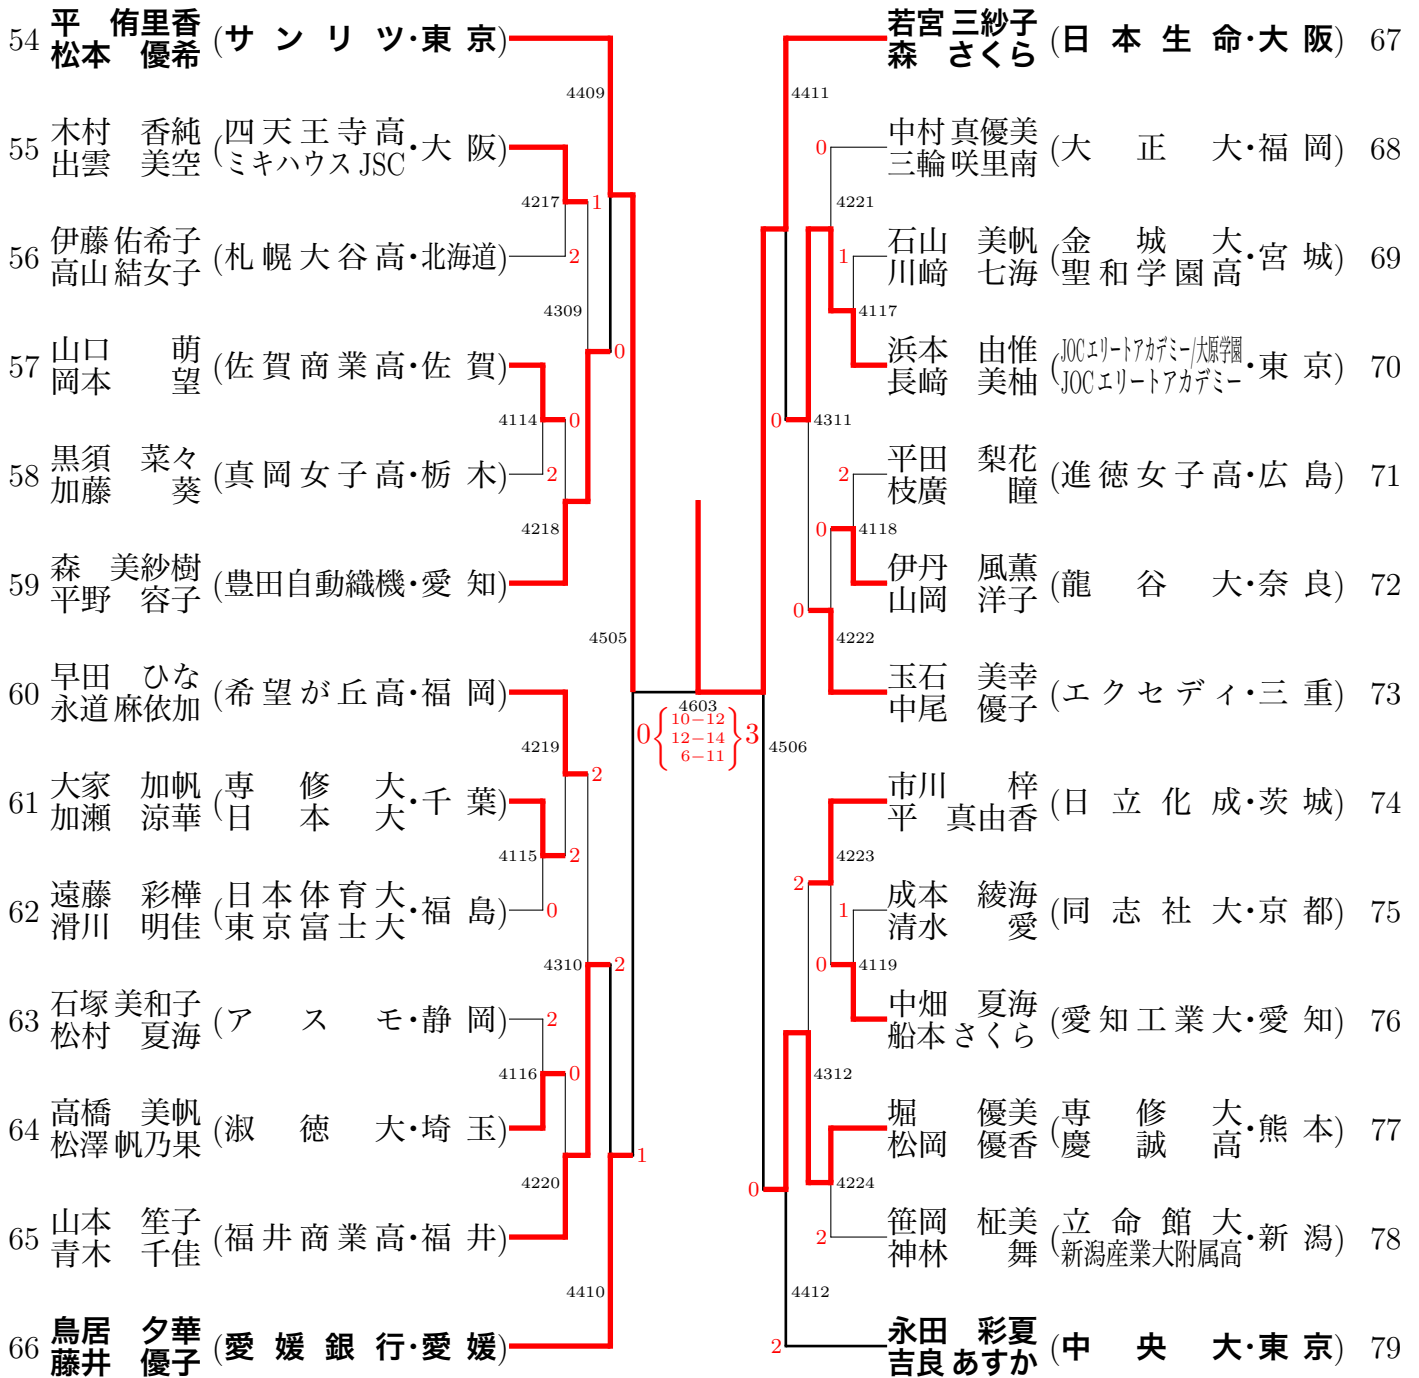 54 平 侑里香 (サンリツ・東京)
松本 優希
4409
55 木村 香純 (四天王寺高・大阪)
出雲 美空 ミキハウスJSC
4217 1
56 伊藤 佑希子 (札幌大谷高・北海道)
高山 結女子
2
4309
57 山口 萌 (佐賀商業高・佐賀)
岡本 望
0
4114 0
58 黒須 菜々 (真岡女子高・栃木)
加藤 葵
2
4218
59 森 美紗樹 (豊田自動織機・愛知)
平野 容子
4505
60 早田 ひな (希望が丘高・福岡)
永道 麻依加
4219 2
61 大家 加帆 (専修大・千葉)
加瀬 涼華 日本大
4115 2
62 遠藤 彩樺 (日本体育大・福島)
滑川 明佳 東京富士大
0
4310 2
63 石塚 美和子 (アスモ・静岡)
松村 夏海
2
4116 0
64 高橋 美帆 (淑徳大・埼玉)
松澤 帆乃果
1
4220
65 山本 笙子 (福井商業高・福井)
青木 千佳
4410
66 鳥居 夕華 (愛媛銀行・愛媛)
藤井 優子
4603
0 { 10-12 } 3
12-14
6-11
若宮 三紗子 (日本生命・大阪) 67
森 さくら
4411
中村 真優美 (大正大・福岡) 68
三輪 咲里南
0
4221
石山 美帆 (金城大・宮城) 69
川﨑 七海 聖和学園高
1
4117
浜本 由惟 (JOCエリートアカデミー/大原学園・東京) 70
長﨑 美柚 JOCエリートアカデミー
0 4311
平田 梨花 (進徳女子高・広島) 71
枝廣 瞳
2
0 4118
伊丹 風薫 (龍谷大・奈良) 72
山岡 洋子
0
4222
玉石 美幸 (エクセディ・三重) 73
中尾 優子
4506
市川 梓 (日立化成・茨城) 74
平 真由香
4223
2
成本 綾海 (同志社大・京都) 75
清水 愛
1
0 4119
中畑 夏海 (愛知工業大・愛知) 76
船本 さくら
4312
堀 優美 (専修大・熊本) 77
松岡 優香 慶誠高
0 4224
笹岡 柾美 (立命館大・新潟) 78
神林 舞 新潟産業大附属高
2
4412
永田 彩夏 (中央大・東京) 79
吉良 あすか
2